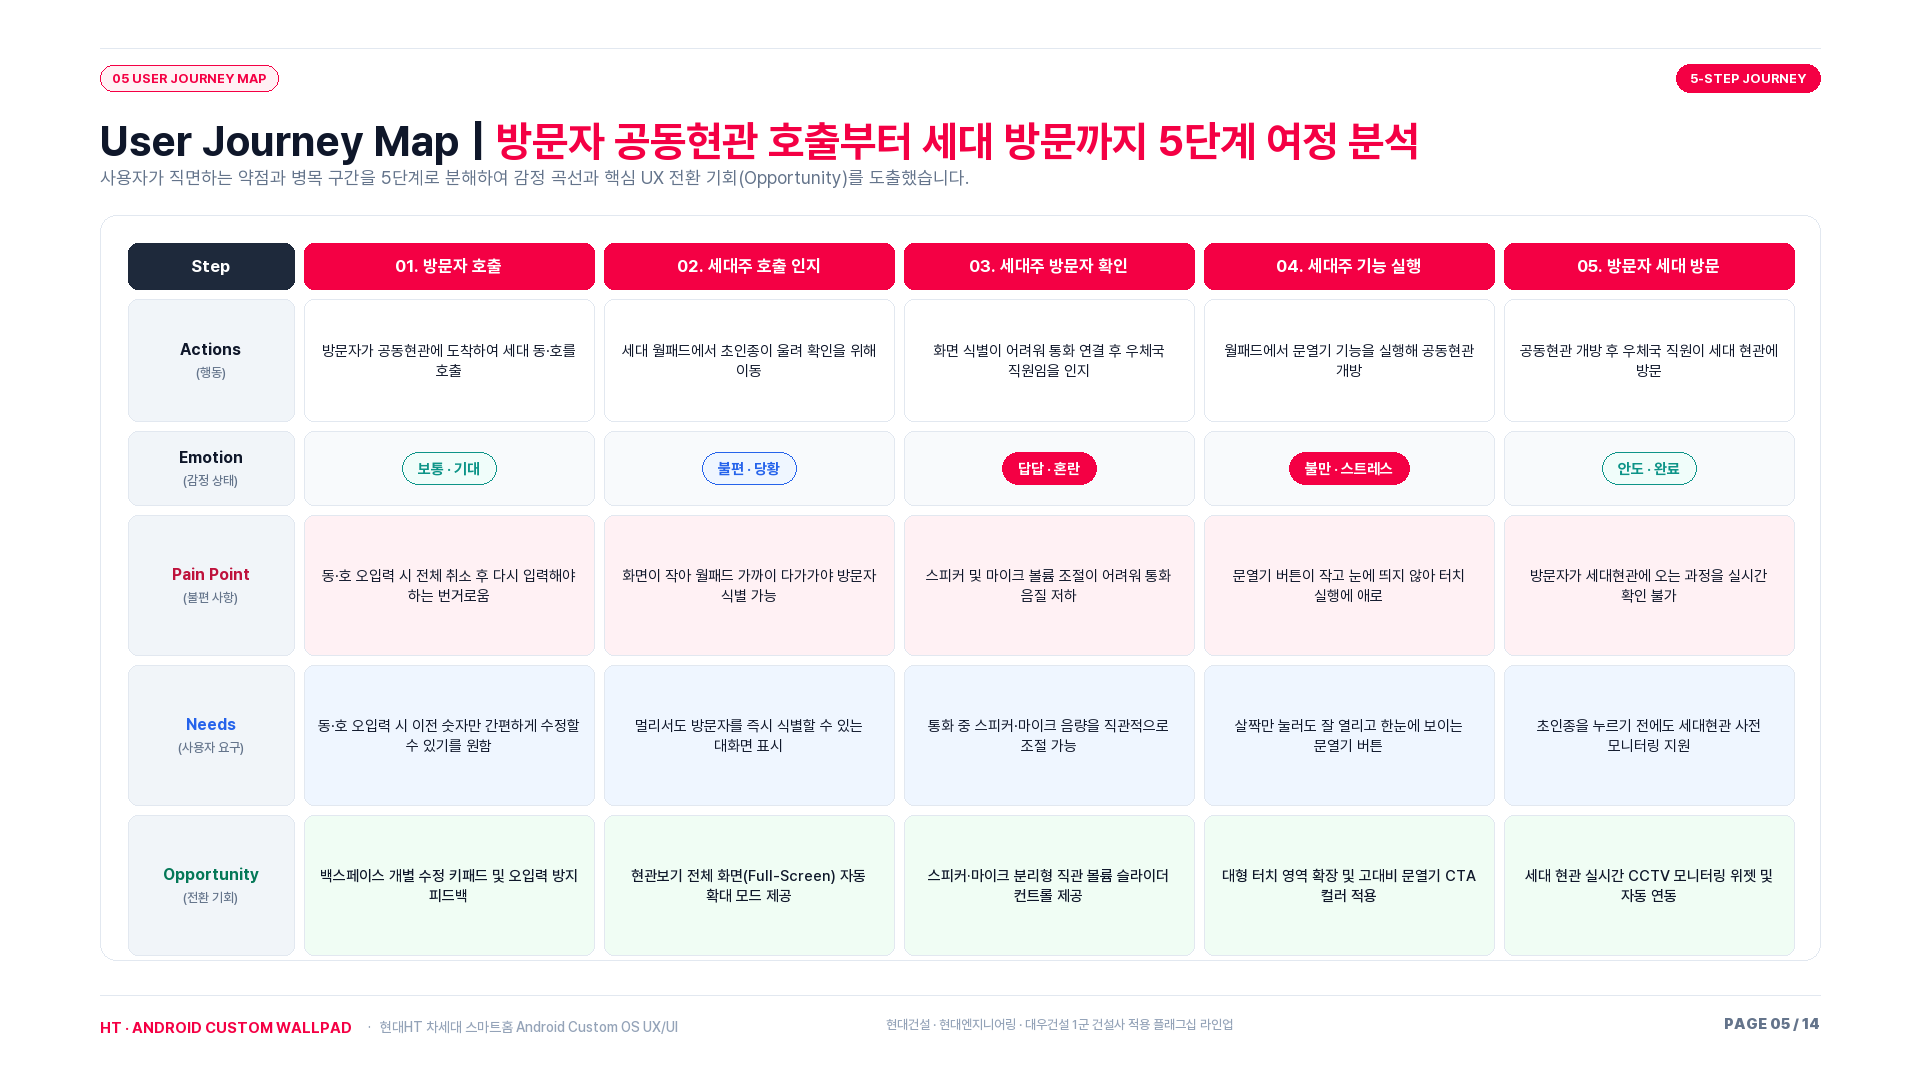 05 USER JOURNEY MAP
5-STEP JOURNEY
User Journey Map | 방문자 공동현관 호출부터 세대 방문까지 5단계 여정 분석
사용자가 직면하는 약점과 병목 구간을 5단계로 분해하여 감정 곡선과 핵심 UX 전환 기회(Opportunity)를 도출했습니다.
Step
01. 방문자 호출
02. 세대주 호출 인지
03. 세대주 방문자 확인
04. 세대주 기능 실행
05. 방문자 세대 방문
Actions
(행동)
방문자가 공동현관에 도착하여 세대 동·호를
호출
세대 월패드에서 초인종이 울려 확인을 위해
이동
화면 식별이 어려워 통화 연결 후 우체국
직원임을 인지
월패드에서 문열기 기능을 실행해 공동현관
개방
공동현관 개방 후 우체국 직원이 세대 현관에
방문
Emotion
(감정 상태)
보통 · 기대
불편 · 당황
답답 · 혼란
불만 · 스트레스
안도 · 완료
Pain Point
(불편 사항)
동·호 오입력 시 전체 취소 후 다시 입력해야
하는 번거로움
화면이 작아 월패드 가까이 다가가야 방문자
식별 가능
스피커 및 마이크 볼륨 조절이 어려워 통화
음질 저하
문열기 버튼이 작고 눈에 띄지 않아 터치
실행에 애로
방문자가 세대현관에 오는 과정을 실시간
확인 불가
Needs
(사용자 요구)
동·호 오입력 시 이전 숫자만 간편하게 수정할
수 있기를 원함
멀리서도 방문자를 즉시 식별할 수 있는
대화면 표시
통화 중 스피커·마이크 음량을 직관적으로
조절 가능
살짝만 눌러도 잘 열리고 한눈에 보이는
문열기 버튼
초인종을 누르기 전에도 세대현관 사전
모니터링 지원
Opportunity
(전환 기회)
백스페이스 개별 수정 키패드 및 오입력 방지
피드백
현관보기 전체 화면(Full-Screen) 자동
확대 모드 제공
스피커·마이크 분리형 직관 볼륨 슬라이더
컨트롤 제공
대형 터치 영역 확장 및 고대비 문열기 CTA
컬러 적용
세대 현관 실시간 CCTV 모니터링 위젯 및
자동 연동
HT · ANDROID CUSTOM WALLPAD · 현대HT 차세대 스마트홈 Android Custom OS UX/UI
현대건설 · 현대엔지니어링 · 대우건설 1군 건설사 적용 플래그십 라인업
PAGE 05 / 14